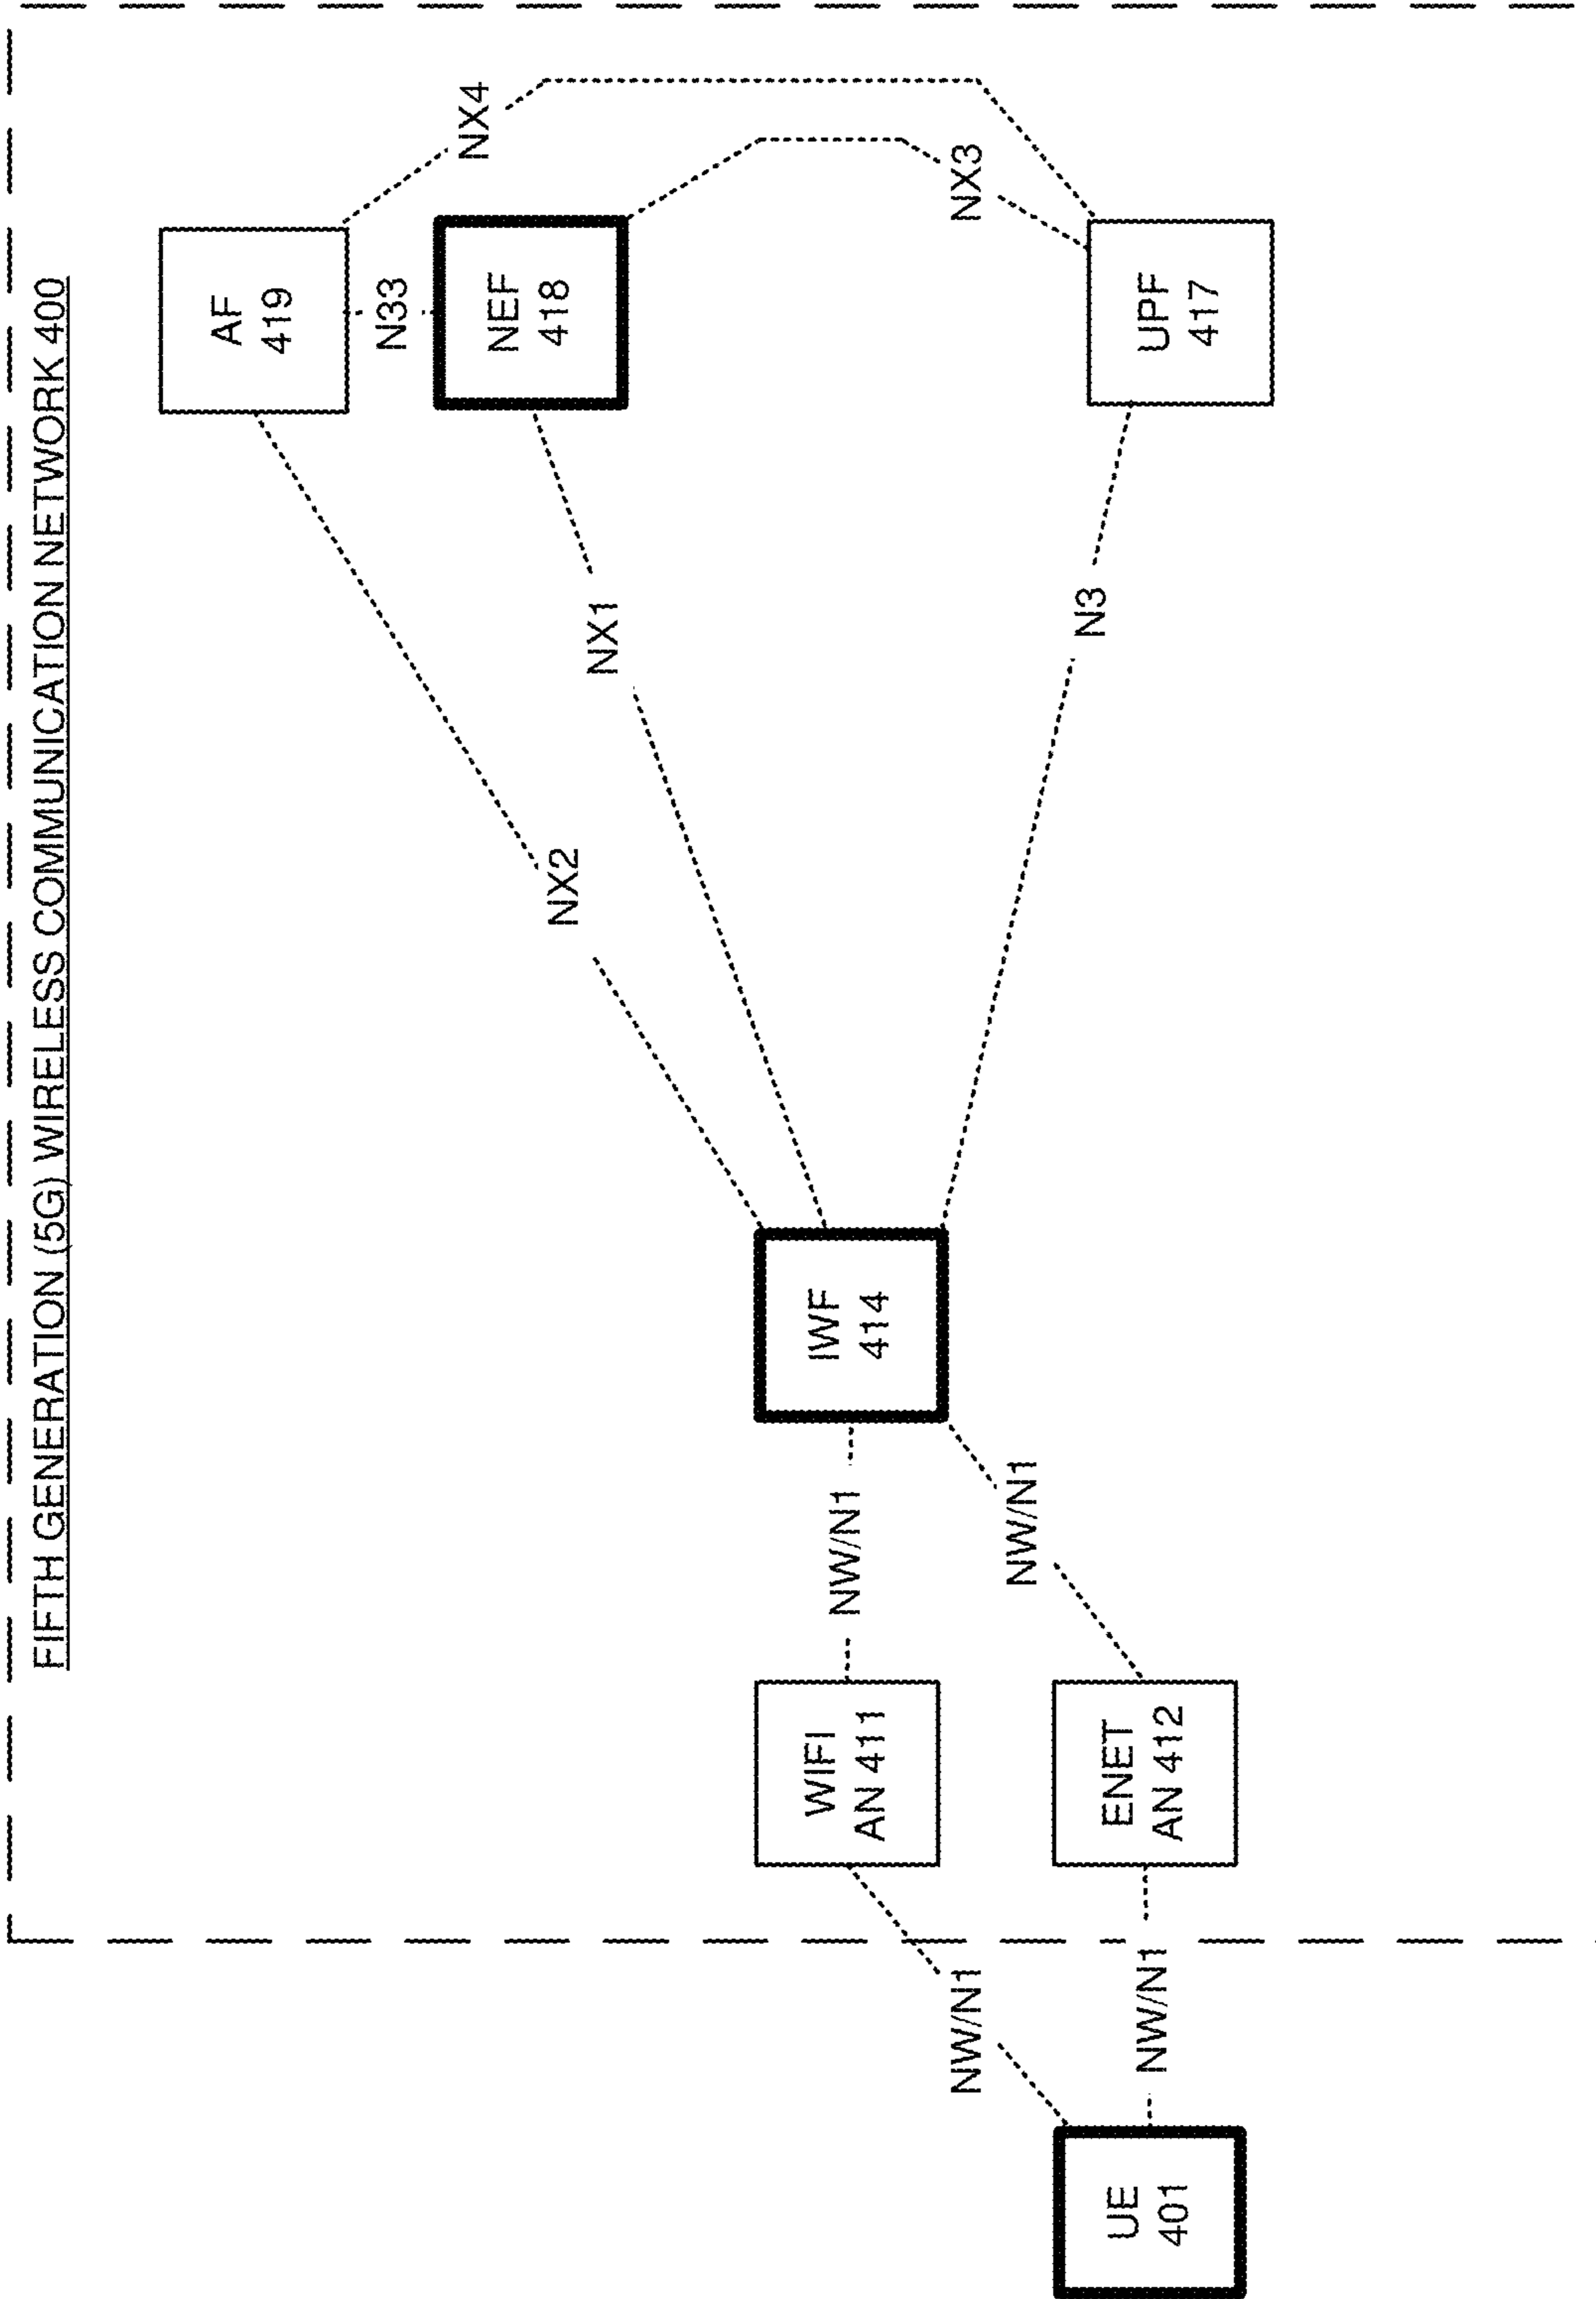 FIFTH GENERATION (5G) WIRELESS COMMUNICATION NETWORK 400
AF
419
NX4
N33
NEF
418
NX2
NX1
NX3
IWF
414
WIFI
AN 411
NW/N1
NW/N1
NW/N1
N3
UPF
417
ENET
AN 412
NW/N1
UE
401